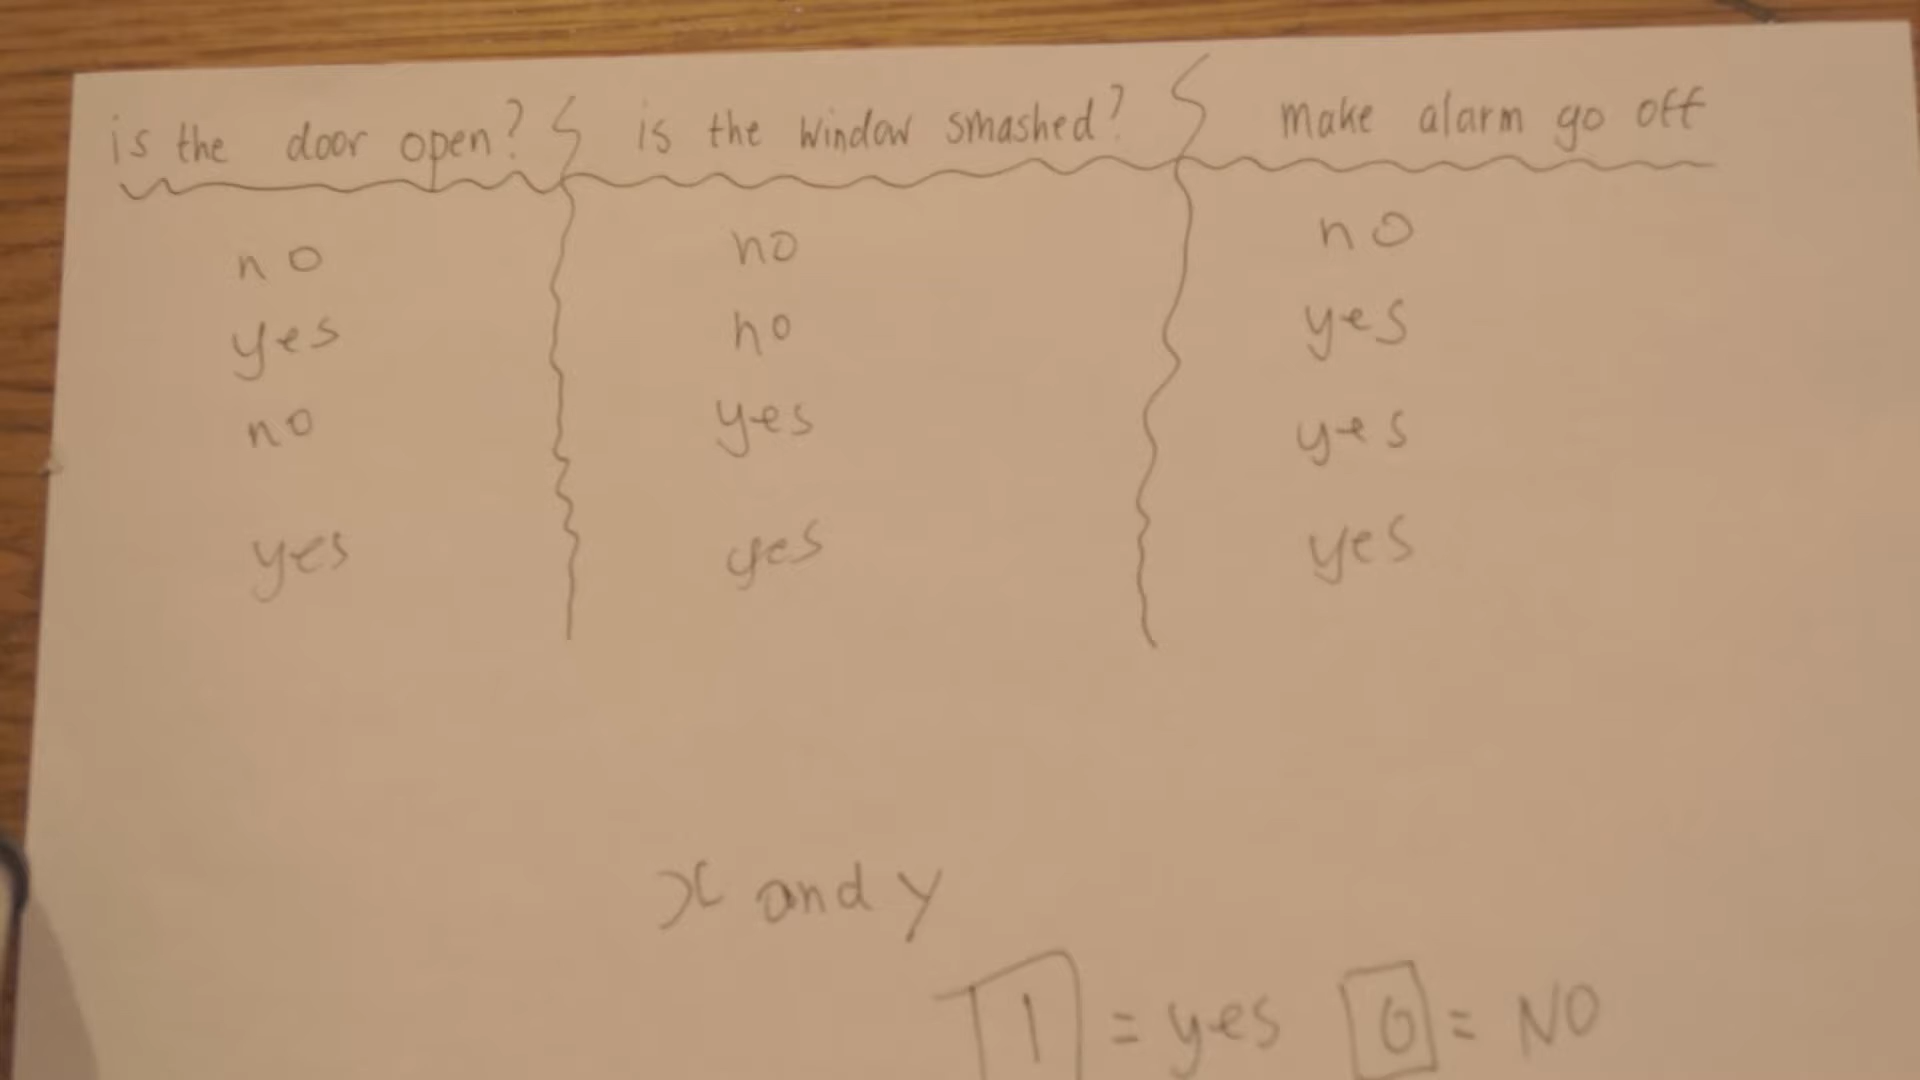 is the door open? is the window smashed? make alarm go off
no no no
yes no yes
no yes yes
yes yes yes
x and y
1 = yes 0 = NO